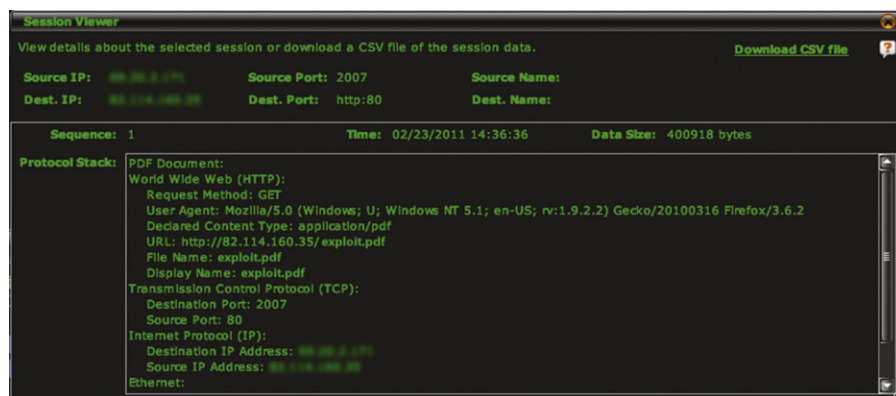 Session Viewer
View details about the selected session or download a CSV file of the session data.
Download CSV file
?
Source IP:
Source Port: 2007
Source Name:
Dest. IP:
Dest. Port: http:80
Dest. Name:
Sequence: 1
Time: 02/23/2011 14:36:36
Data Size: 400918 bytes
Protocol Stack:
PDF Document:
World Wide Web (HTTP):
Request Method: GET
User Agent: Mozilla/5.0 (Windows; U; Windows NT 5.1; en-US; rv:1.9.2.2) Gecko/20100316 Firefox/3.6.2
Declared Content Type: application/pdf
URL: http://82.114.160.35/exploit.pdf
File Name: exploit.pdf
Display Name: exploit.pdf
Transmission Control Protocol (TCP):
Destination Port: 2007
Source Port: 80
Internet Protocol (IP):
Destination IP Address:
Source IP Address:
Ethernet: